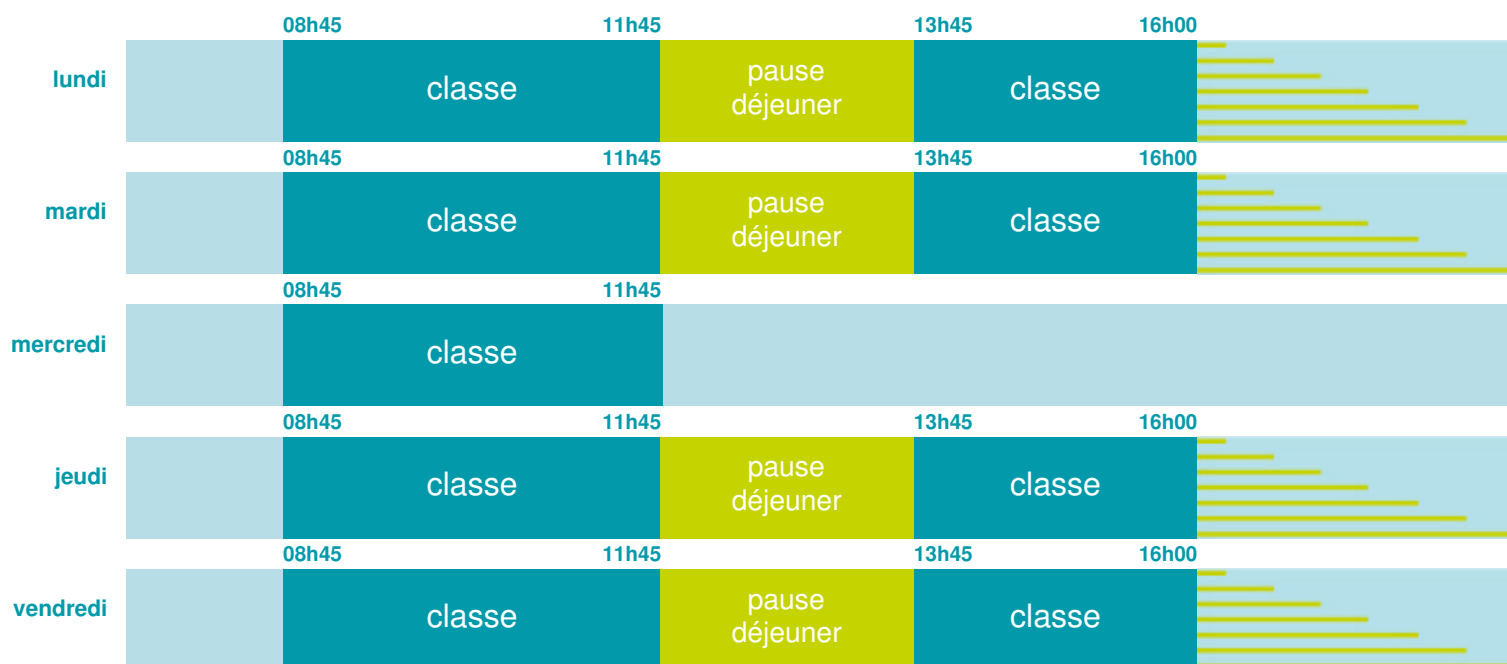 08h45 11h45 13h45 16h00
lundi
classe
pause
déjeuner
classe
08h45 11h45 13h45 16h00
mardi
classe
pause
déjeuner
classe
08h45 11h45
mercredi
classe
08h45 11h45 13h45 16h00
jeudi
classe
pause
déjeuner
classe
08h45 11h45 13h45 16h00
vendredi
classe
pause
déjeuner
classe